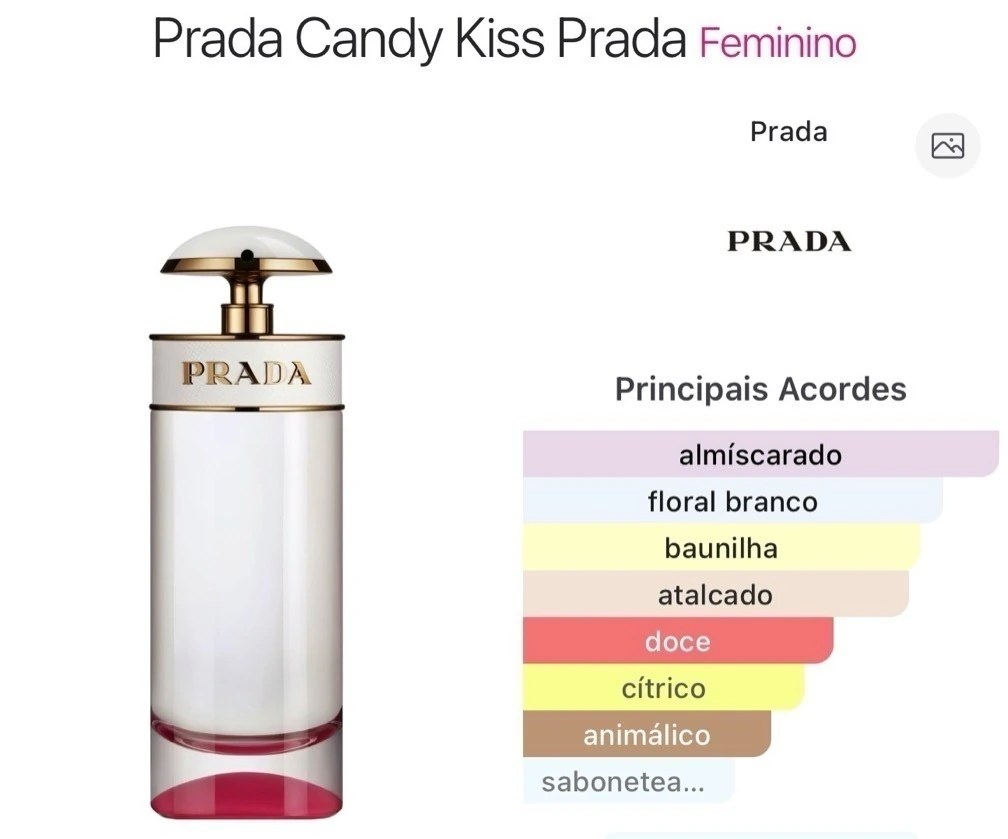 Prada Candy Kiss Prada Feminino
Prada
PRADA
PRADA
Principais Acordes
almíscarado
floral branco
baunilha
atalcado
doce
cítrico
animálico
sabonetea...